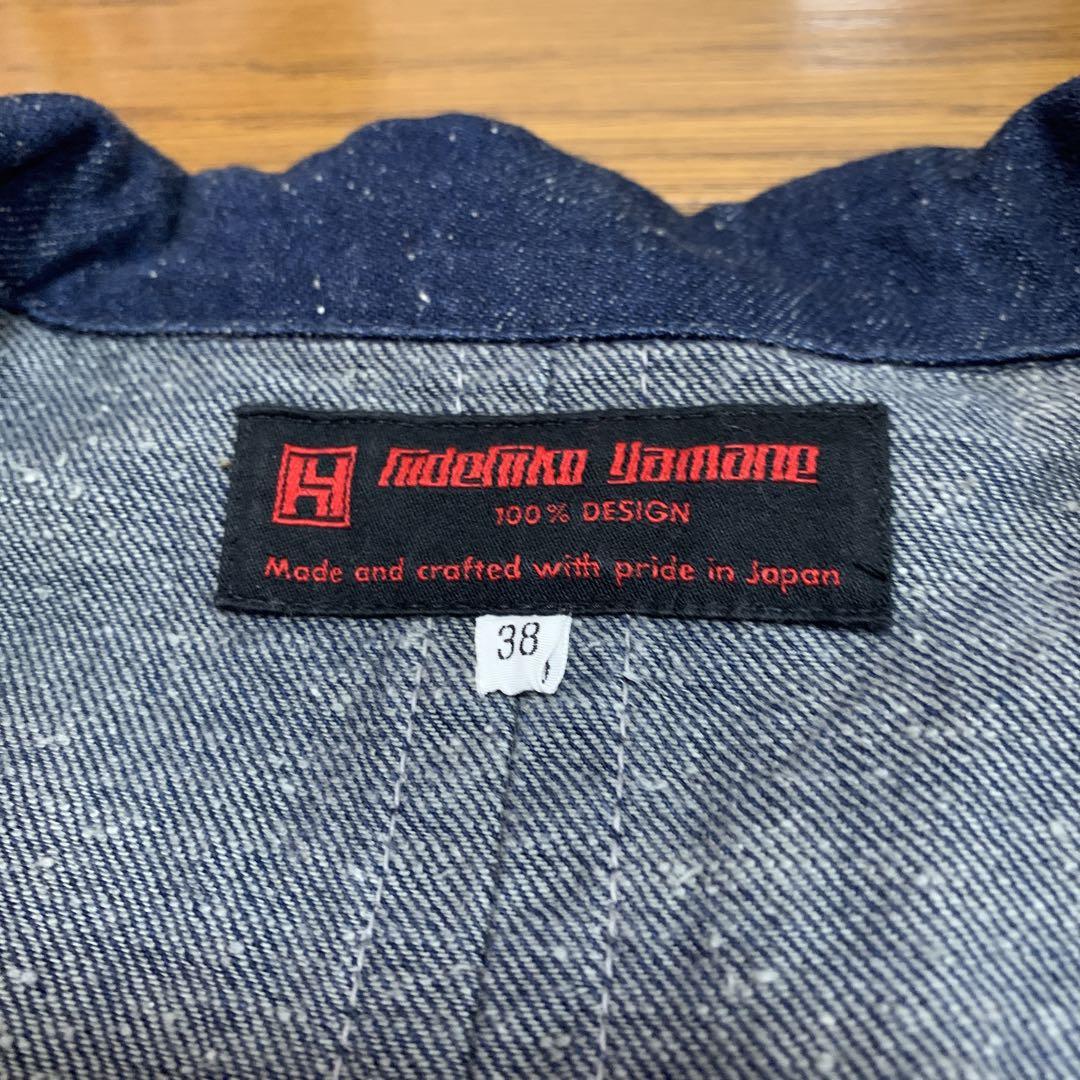 H Hidehiko Yamane
100% DESIGN
Made and crafted with pride in Japan
38